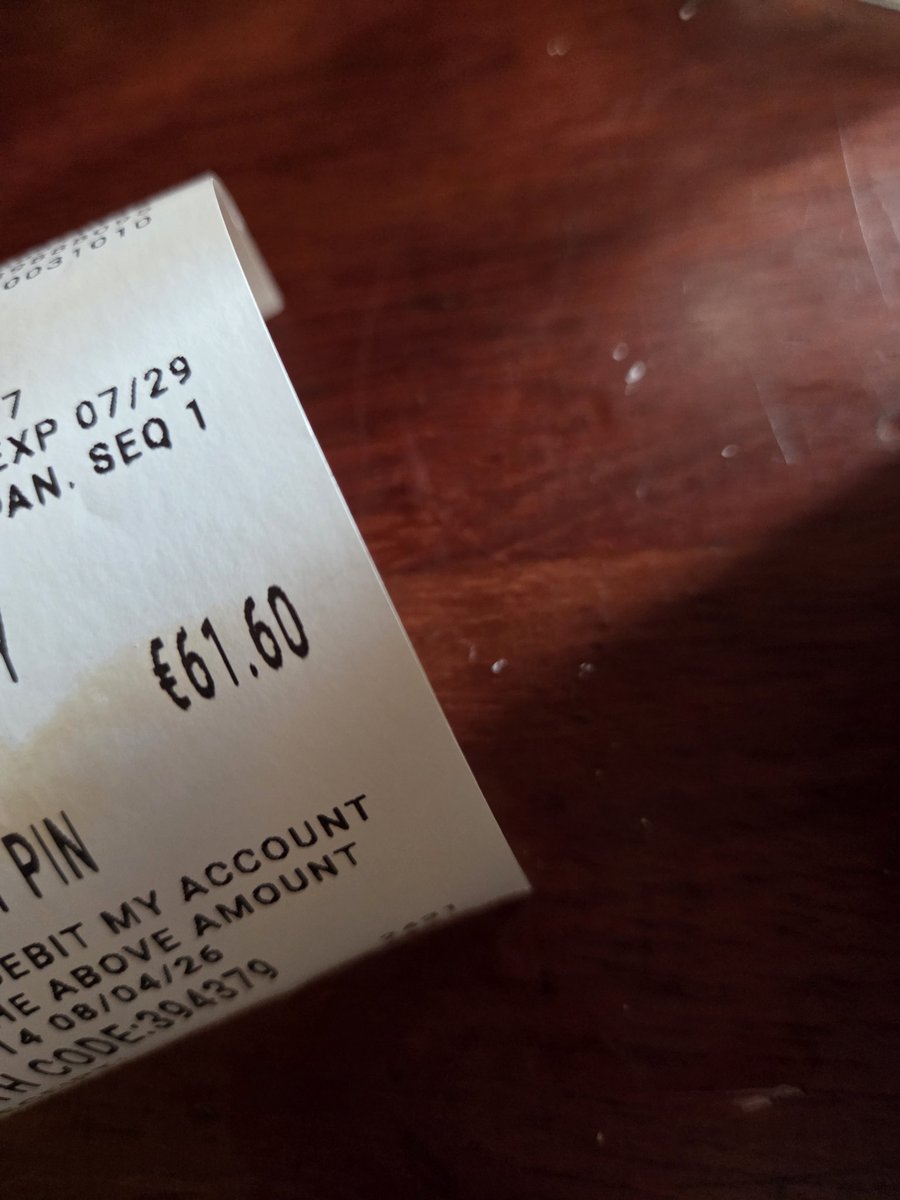 0031010
7
EXP 07/29
PAN. SEQ 1
€61.60
PIN
DEBIT MY ACCOUNT
ABOVE AMOUNT
14 08/04/26
CODE:394379